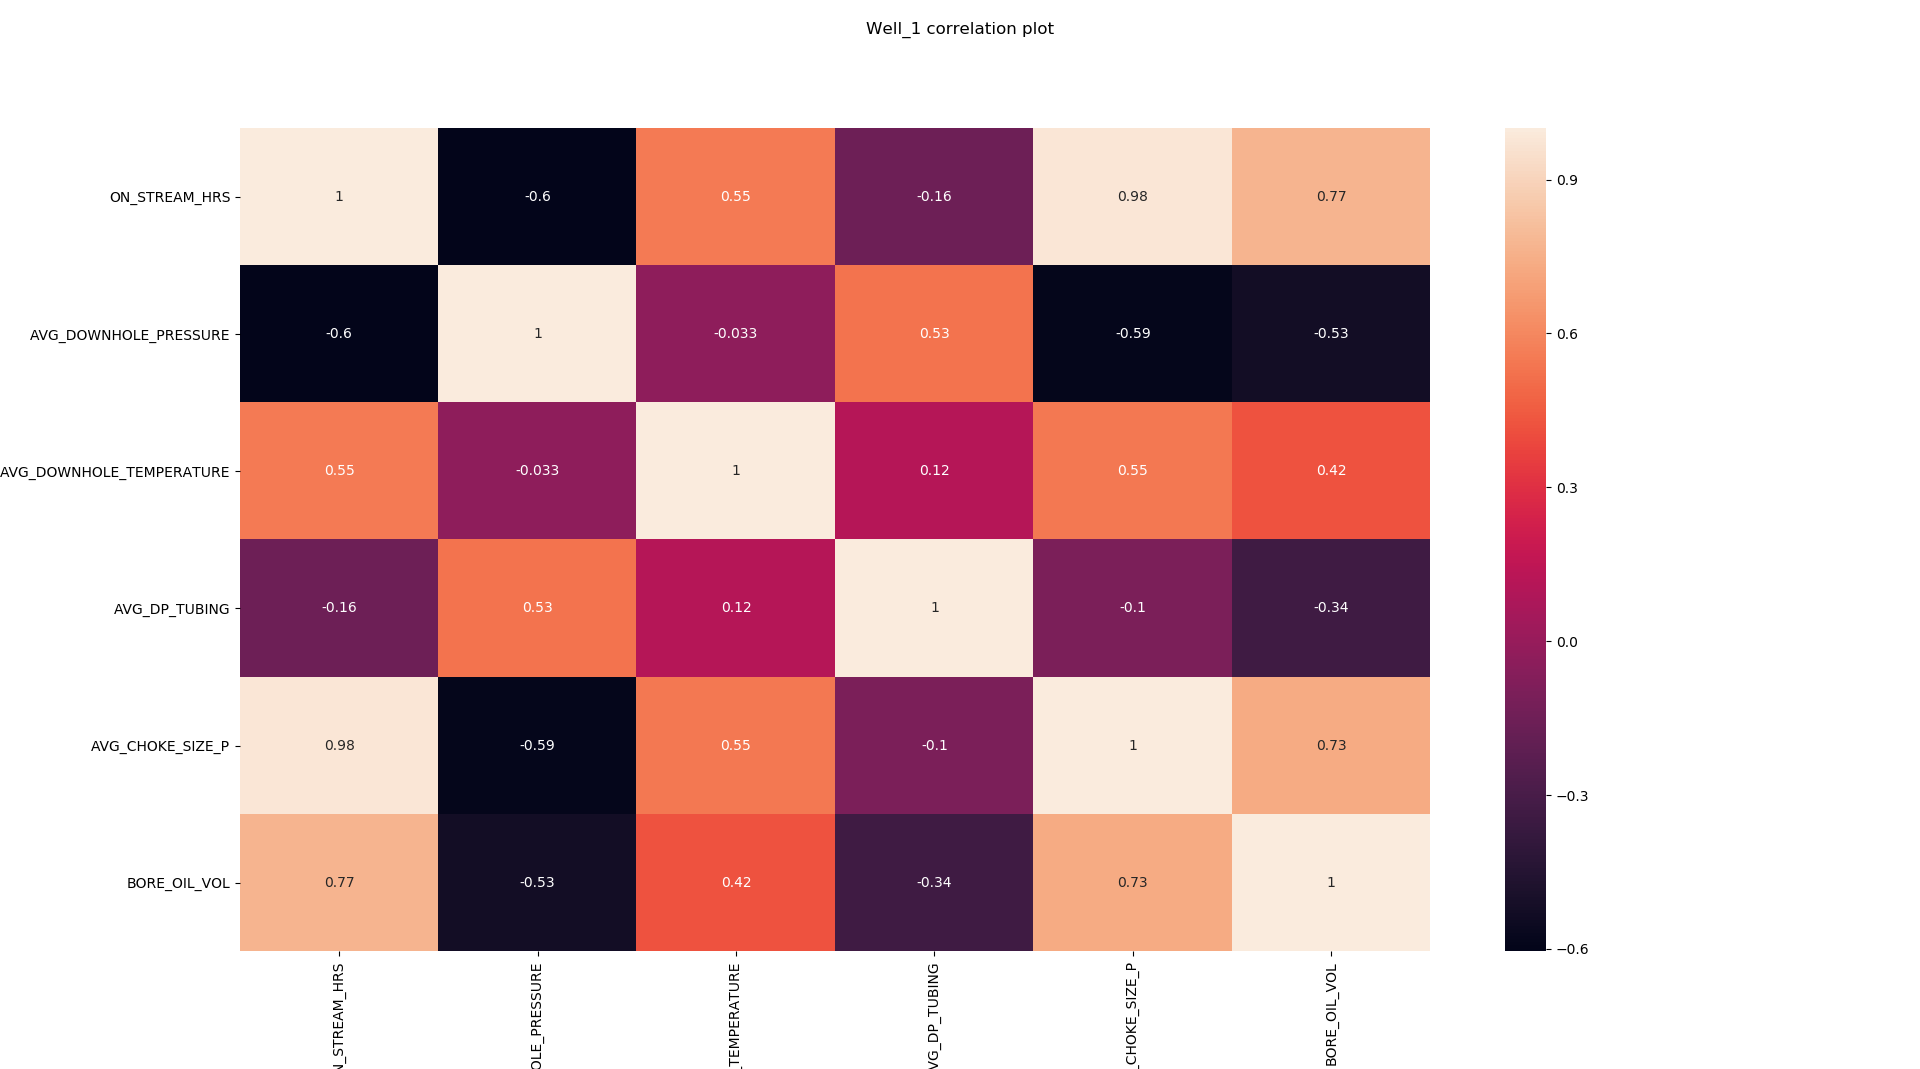 Well_1 correlation plot
ON_STREAM_HRS 1 -0.6 0.55 -0.16 0.98 0.77
AVG_DOWNHOLE_PRESSURE -0.6 1 -0.033 0.53 -0.59 -0.53
AVG_DOWNHOLE_TEMPERATURE 0.55 -0.033 1 0.12 0.55 0.42
AVG_DP_TUBING -0.16 0.53 0.12 1 -0.1 -0.34
AVG_CHOKE_SIZE_P 0.98 -0.59 0.55 -0.1 1 0.73
BORE_OIL_VOL 0.77 -0.53 0.42 -0.34 0.73 1
N_STREAM_HRS
OLE_PRESSURE
_TEMPERATURE
VG_DP_TUBING
_CHOKE_SIZE_P
BORE_OIL_VOL
0.9
0.6
0.3
0.0
−0.3
−0.6